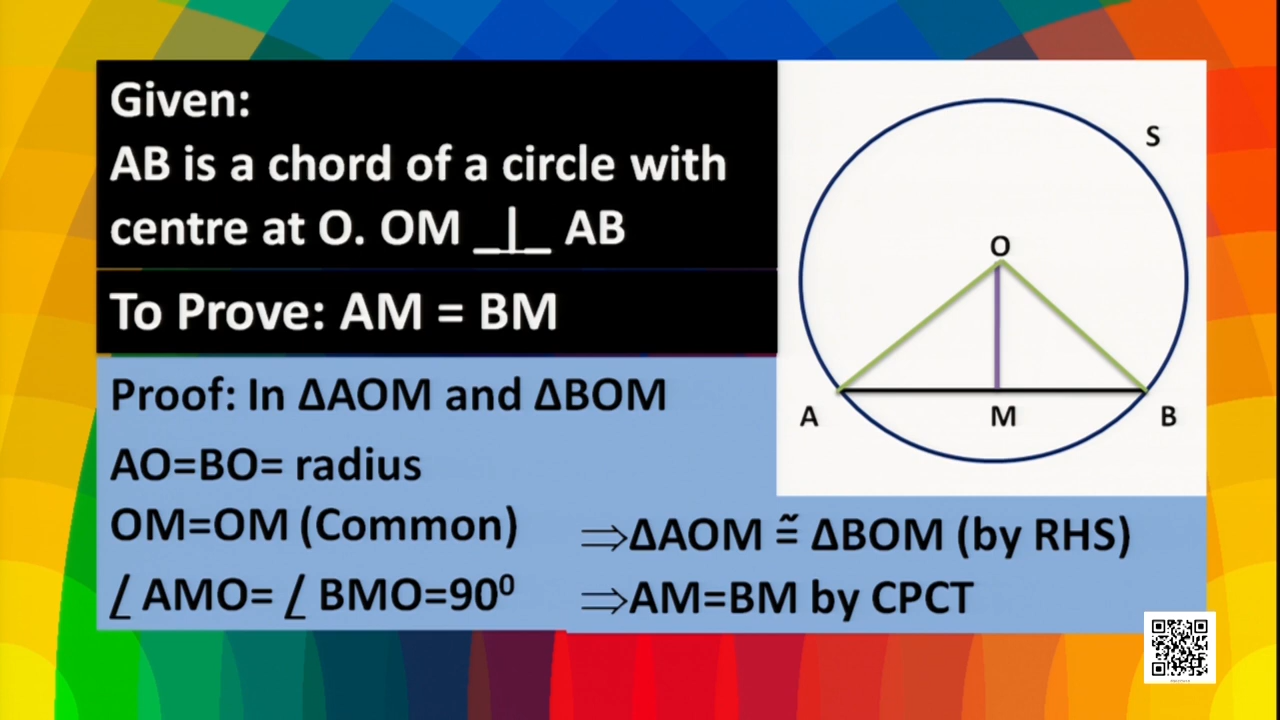 Given:
AB is a chord of a circle with
centre at O. OM _|_ AB
To Prove: AM = BM
Proof: In ΔAOM and ΔBOM
AO=BO= radius
OM=OM (Common)
∠AMO= ∠BMO=90⁰
⇒ΔAOM ≅ ΔBOM (by RHS)
⇒AM=BM by CPCT
S
O
A
M
B